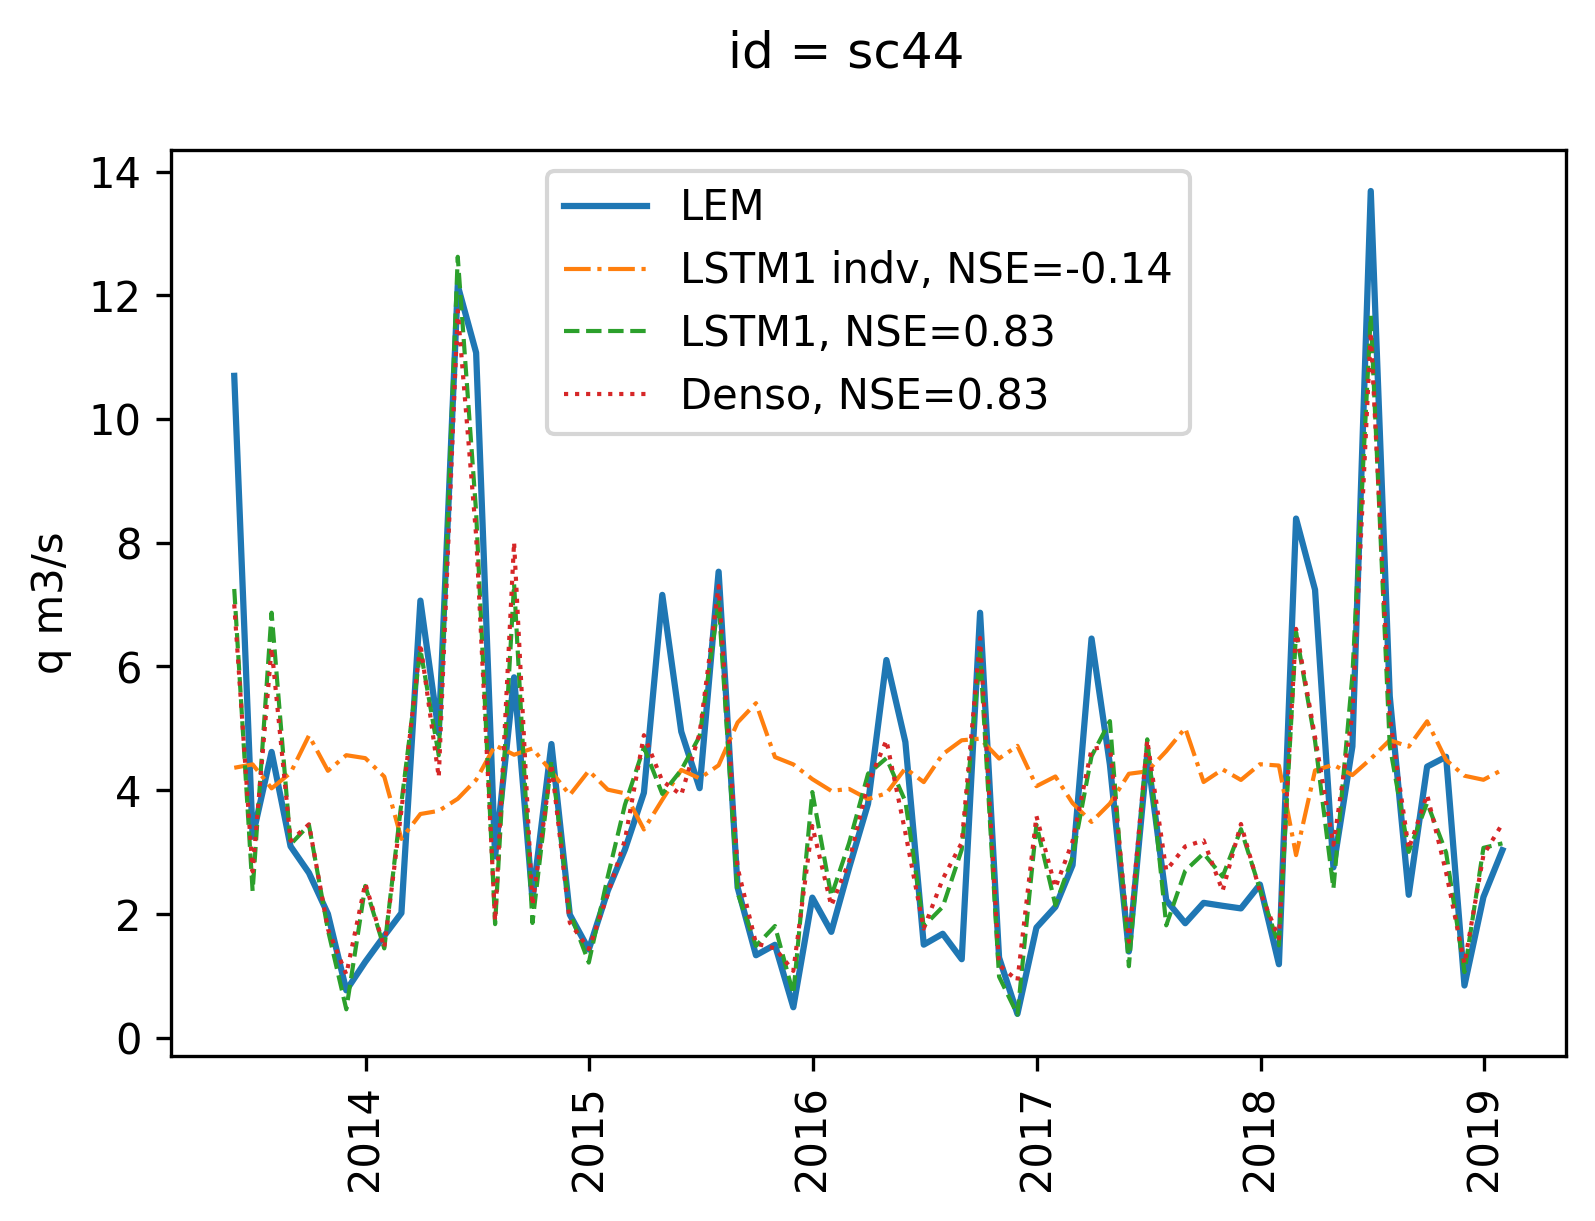 id = sc44
14
12
10
8
6
4
2
0
q m3/s
LEM
LSTM1 indv, NSE=-0.14
LSTM1, NSE=0.83
Denso, NSE=0.83
2014
2015
2016
2017
2018
2019